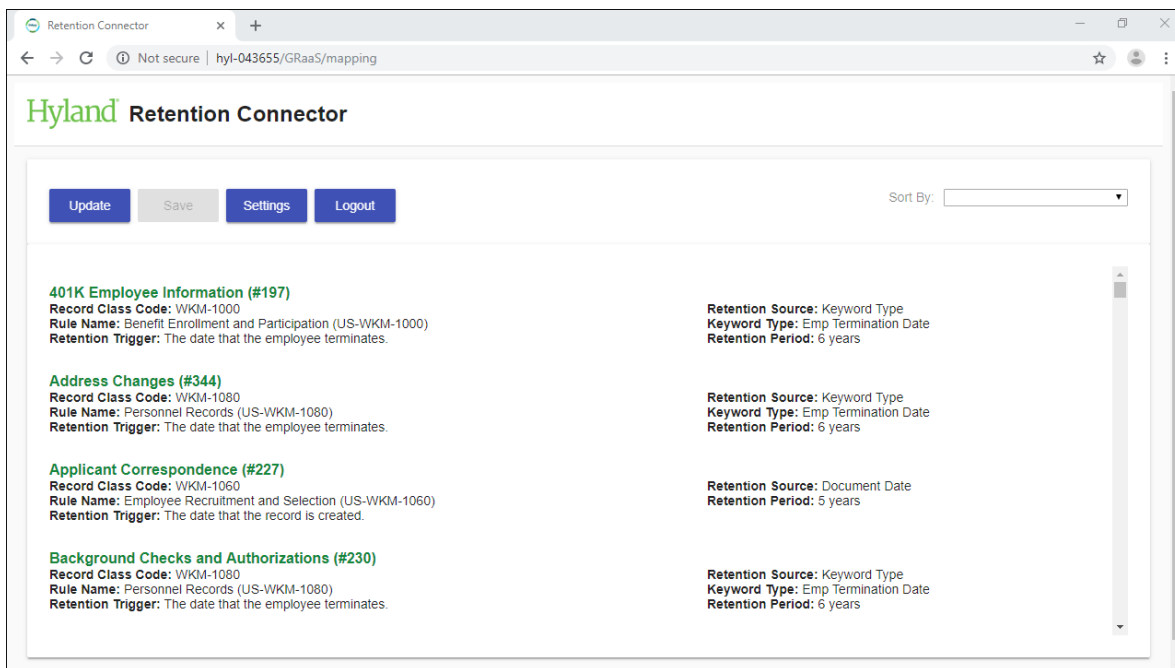 Retention Connector
Not secure | hyl-043655/GRaaS/mapping
Hyland Retention Connector
Update Save Settings Logout Sort By:
401K Employee Information (#197)
Record Class Code: WKM-1000 Retention Source: Keyword Type
Rule Name: Benefit Enrollment and Participation (US-WKM-1000) Keyword Type: Emp Termination Date
Retention Trigger: The date that the employee terminates. Retention Period: 6 years
Address Changes (#344)
Record Class Code: WKM-1080 Retention Source: Keyword Type
Rule Name: Personnel Records (US-WKM-1080) Keyword Type: Emp Termination Date
Retention Trigger: The date that the employee terminates. Retention Period: 6 years
Applicant Correspondence (#227)
Record Class Code: WKM-1060 Retention Source: Document Date
Rule Name: Employee Recruitment and Selection (US-WKM-1060) Retention Period: 5 years
Retention Trigger: The date that the record is created.
Background Checks and Authorizations (#230)
Record Class Code: WKM-1080 Retention Source: Keyword Type
Rule Name: Personnel Records (US-WKM-1080) Keyword Type: Emp Termination Date
Retention Trigger: The date that the employee terminates. Retention Period: 6 years